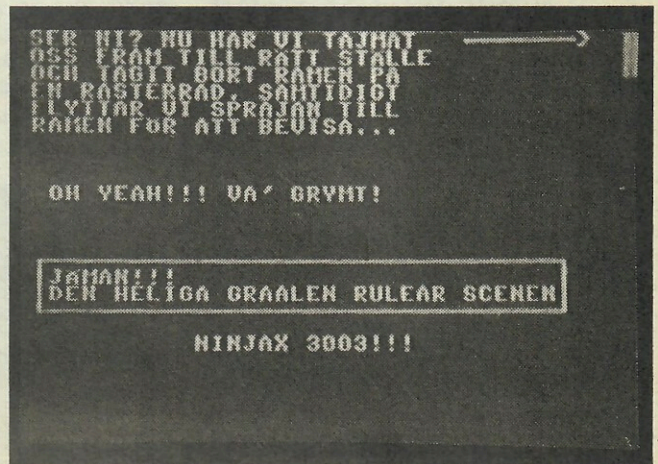 SER NI? NU HAR VI TAJMAT
OSS FRAM TILL RÄTT STÄLLE
OCH TAGIT BORT RAMEN PÅ
EN RASTERRAD, SAMTIDIGT
FLYTTAR VI SPRAJAN TILL
RAMEN FÖR ATT BEVISA...
OH YEAH!!! VA' GRYMT!
JAMAN!!!
DEN HELIGA GRAALEN RULEAR SCENEN
NINJAX 3003!!!